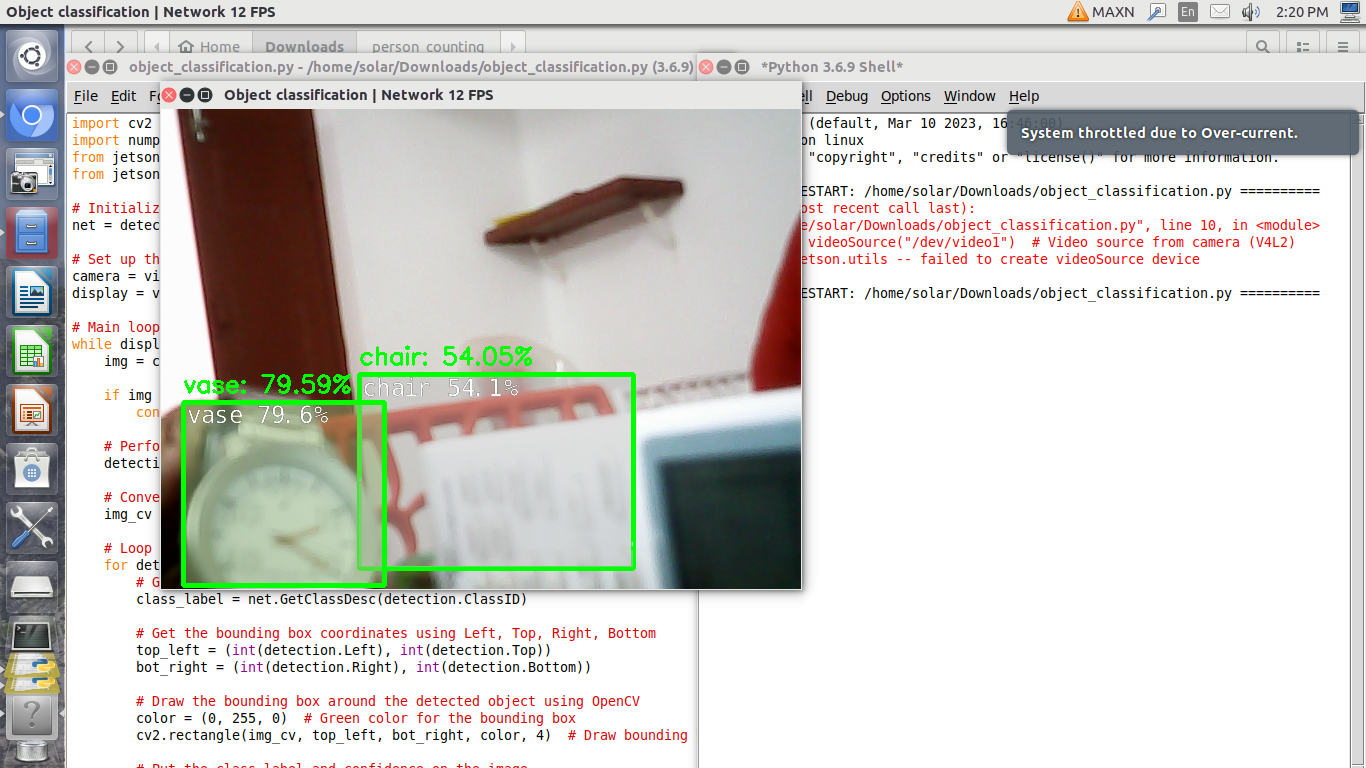 Object classification | Network 12 FPS
MAXN
En
2:20 PM
Home
Downloads
person_counting
object_classification.py - /home/solar/Downloads/object_classification.py (3.6.9)
*Python 3.6.9 Shell*
File Edit Fo
ll Debug Options Window Help
Object classification | Network 12 FPS
System throttled due to Over-current.
import cv2
import nump
from jetson
from jetson
# Initializ
net = detec
# Set up th
camera = vi
display = v
# Main loop
while displ
img = c
if img
con
# Perfo
detectio
# Conve
img_cv
# Loop
for det
# G
class_label = net.GetClassDesc(detection.ClassID)
# Get the bounding box coordinates using Left, Top, Right, Bottom
top_left = (int(detection.Left), int(detection.Top))
bot_right = (int(detection.Right), int(detection.Bottom))
# Draw the bounding box around the detected object using OpenCV
color = (0, 255, 0)  # Green color for the bounding box
cv2.rectangle(img_cv, top_left, bot_right, color, 4)  # Draw bounding
# Put the class label and confidence on the image
chair: 54.05%
chair 54.1%
vase: 79.59%
vase 79.6%
(default, Mar 10 2023, 16:46:00)
on linux
"copyright", "credits" or "license()" for more information.
ESTART: /home/solar/Downloads/object_classification.py ==========
ost recent call last):
e/solar/Downloads/object_classification.py", line 10, in <module>
videoSource("/dev/video1")  # Video source from camera (V4L2)
etson.utils -- failed to create videoSource device
ESTART: /home/solar/Downloads/object_classification.py ==========